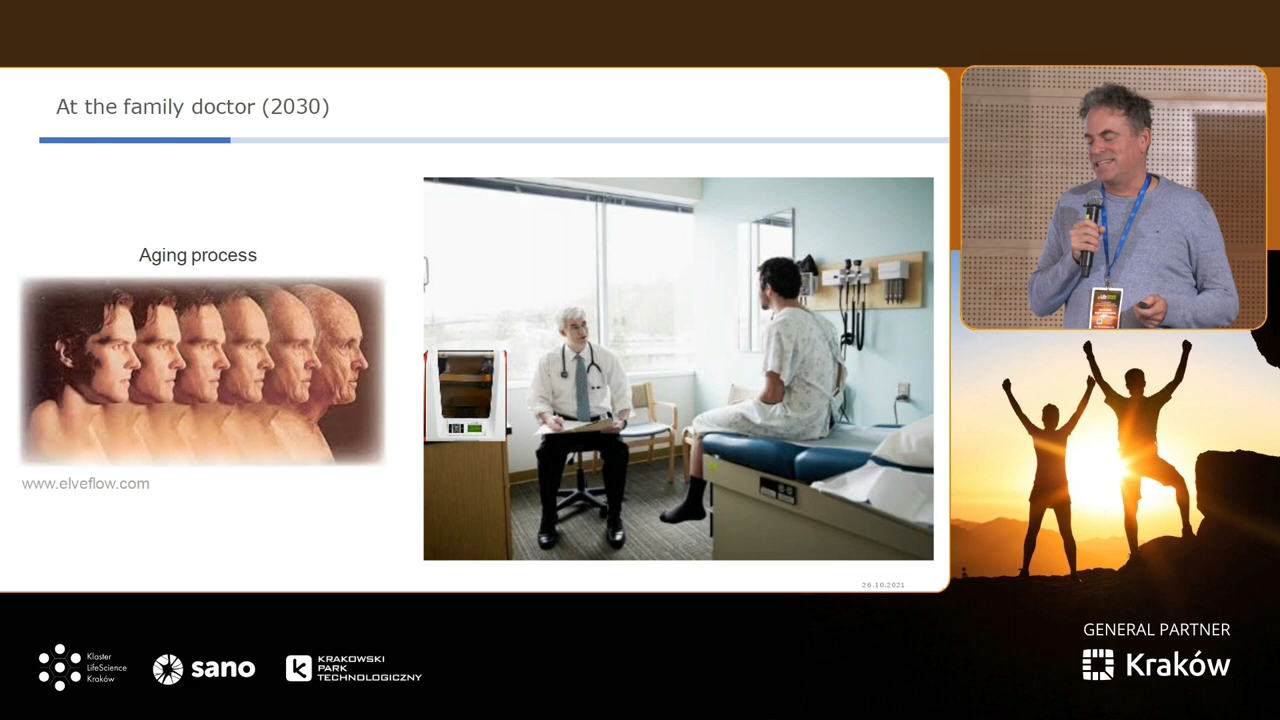 At the family doctor (2030)
Aging process
www.elveflow.com
26.10.2021
Klaster
LifeScience
Kraków
sano
KRAKOWSKI
PARK
TECHNOLOGICZNY
GENERAL PARTNER
Kraków